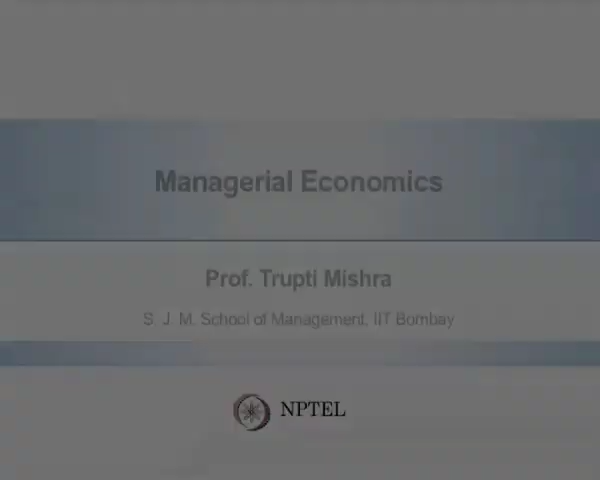 Managerial Economics
Prof. Trupti Mishra
S. J. M. School of Management, IIT Bombay
NPTEL